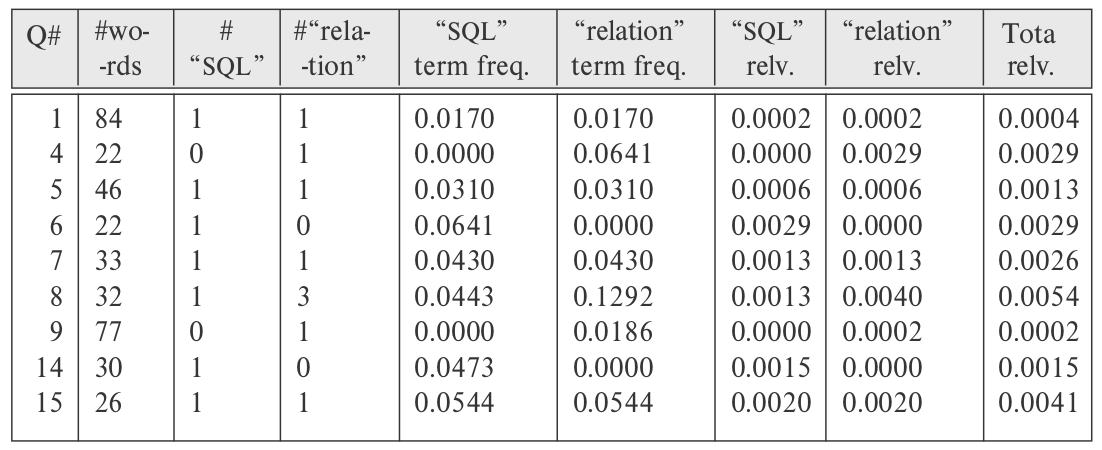 Q# #wo- # #“rela- “SQL” “relation” “SQL” “relation” Tota
-rds “SQL” -tion” term freq. term freq. relv. relv. relv.
1 84 1 1 0.0170 0.0170 0.0002 0.0002 0.0004
4 22 0 1 0.0000 0.0641 0.0000 0.0029 0.0029
5 46 1 1 0.0310 0.0310 0.0006 0.0006 0.0013
6 22 1 0 0.0641 0.0000 0.0029 0.0000 0.0029
7 33 1 1 0.0430 0.0430 0.0013 0.0013 0.0026
8 32 1 3 0.0443 0.1292 0.0013 0.0040 0.0054
9 77 0 1 0.0000 0.0186 0.0000 0.0002 0.0002
14 30 1 0 0.0473 0.0000 0.0015 0.0000 0.0015
15 26 1 1 0.0544 0.0544 0.0020 0.0020 0.0041